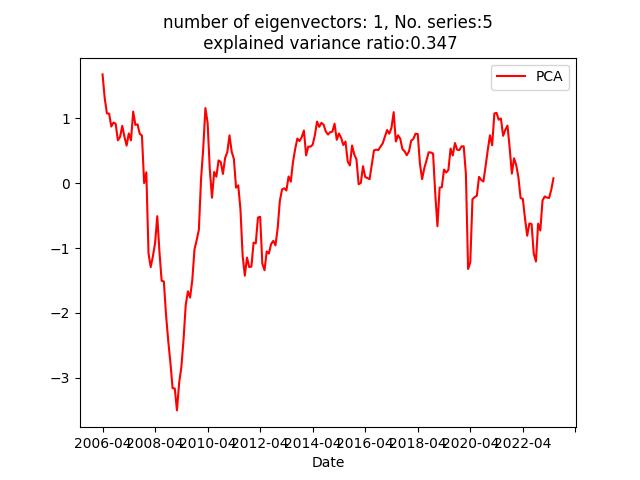 number of eigenvectors: 1, No. series:5
explained variance ratio:0.347
PCA
1
0
−1
−2
−3
2006-04 2008-04 2010-04 2012-04 2014-04 2016-04 2018-04 2020-04 2022-04
Date